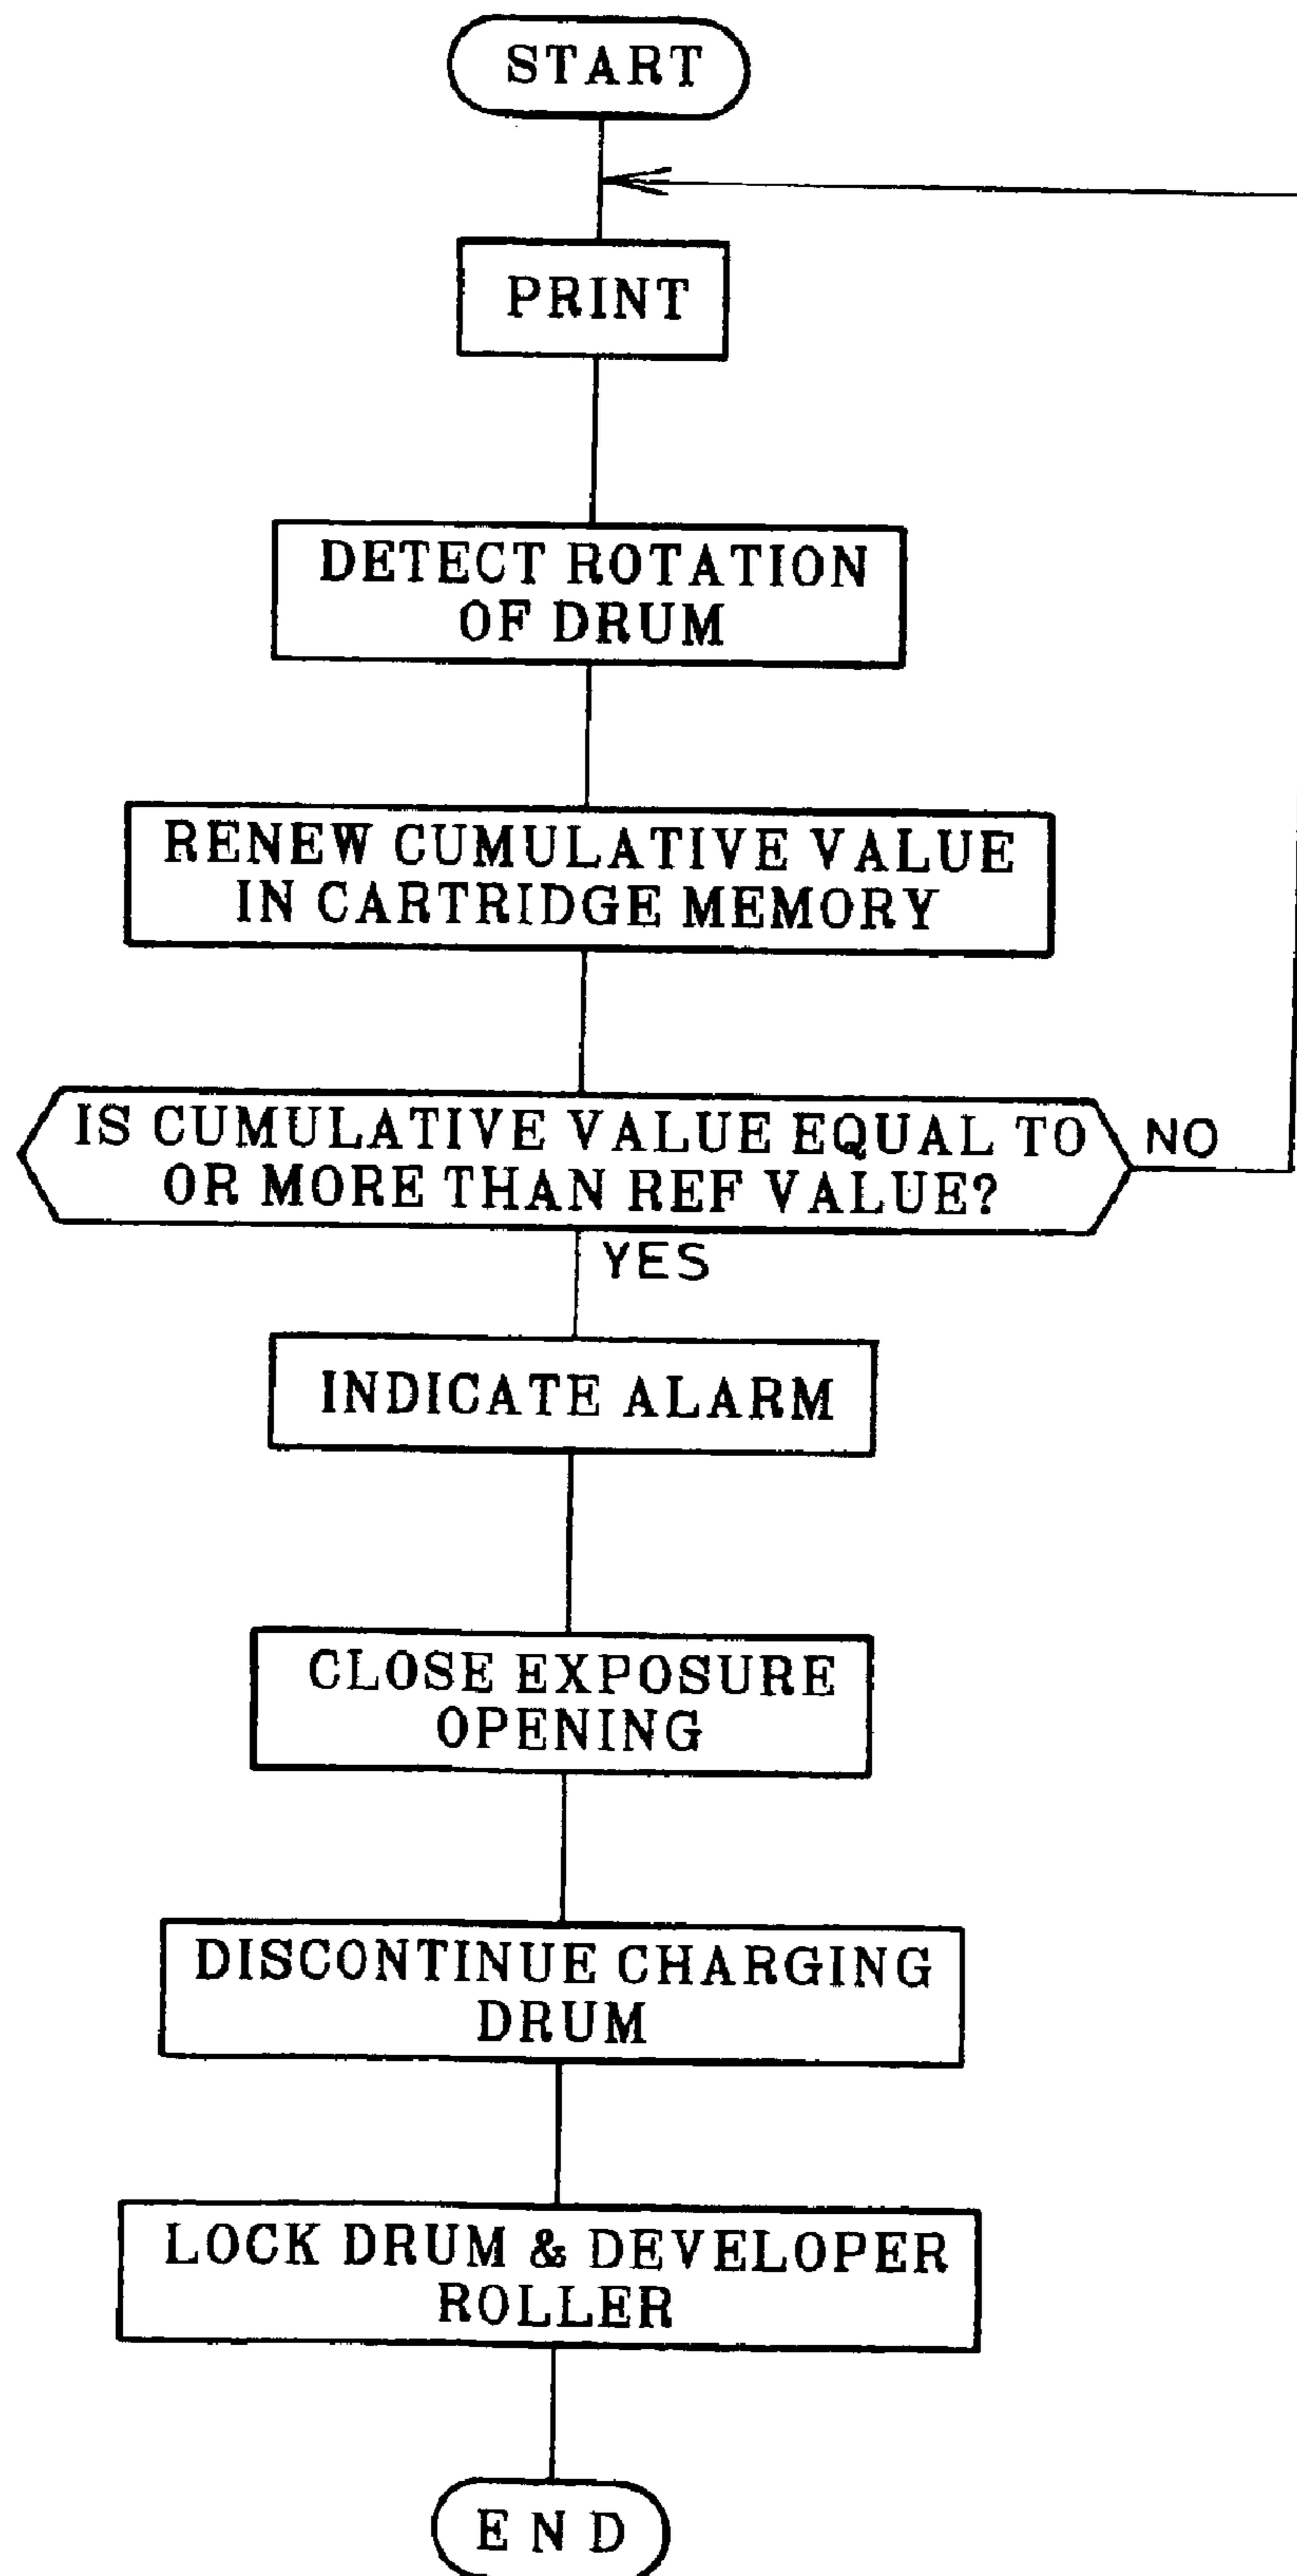 START
PRINT
DETECT ROTATION
OF DRUM
RENEW CUMULATIVE VALUE
IN CARTRIDGE MEMORY
IS CUMULATIVE VALUE EQUAL TO
OR MORE THAN REF VALUE?
NO
YES
INDICATE ALARM
CLOSE EXPOSURE
OPENING
DISCONTINUE CHARGING
DRUM
LOCK DRUM & DEVELOPER
ROLLER
END